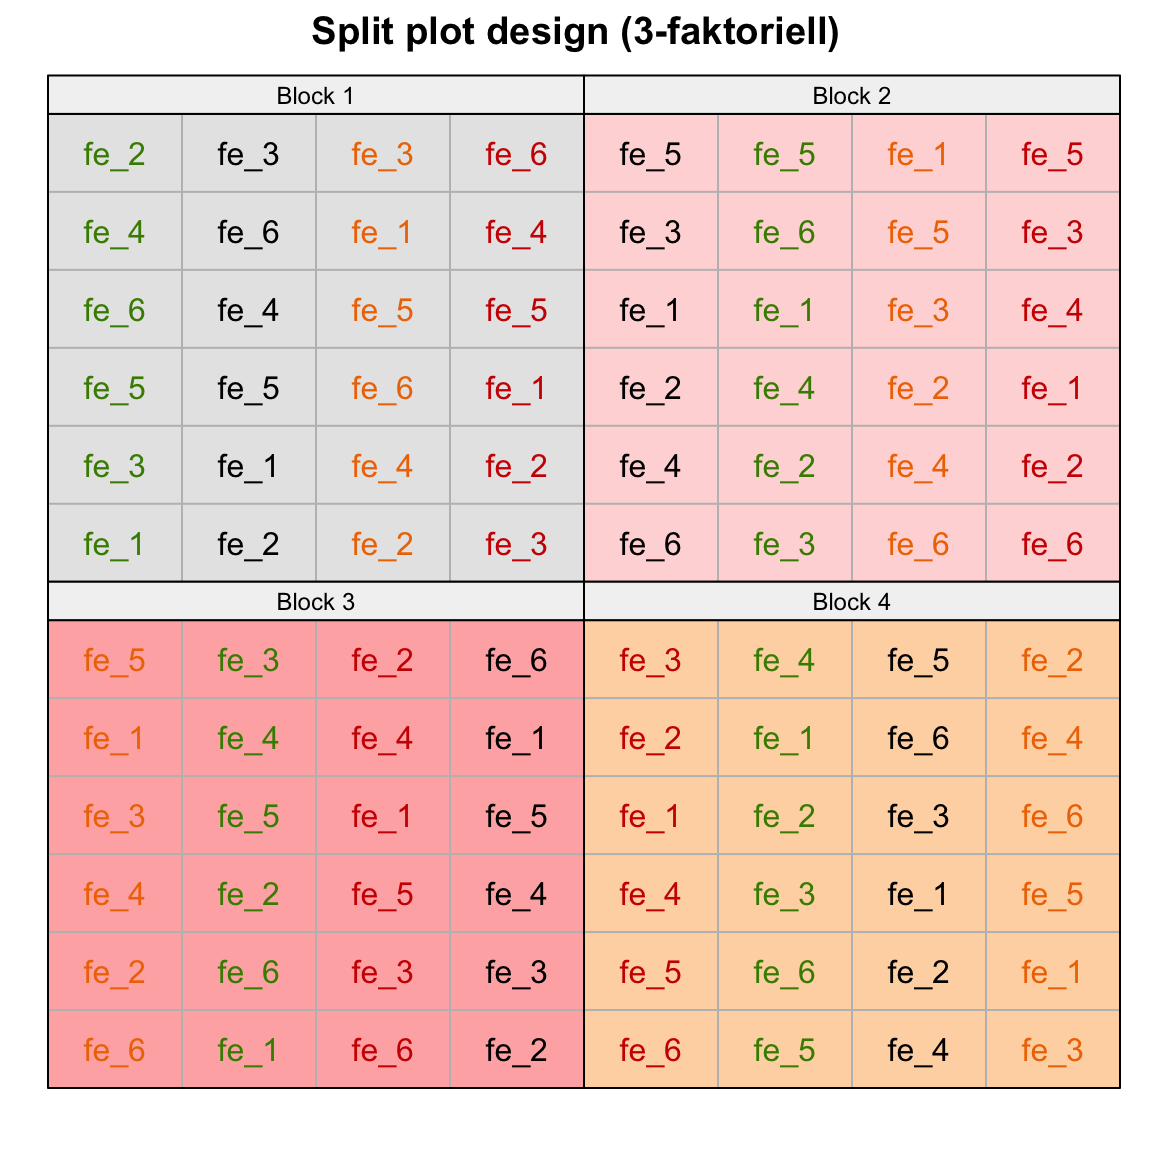 Split plot design (3-faktoriell)
Block 1 Block 2
fe_2 fe_3 fe_3 fe_6 fe_5 fe_5 fe_1 fe_5
fe_4 fe_6 fe_1 fe_4 fe_3 fe_6 fe_5 fe_3
fe_6 fe_4 fe_5 fe_5 fe_1 fe_1 fe_3 fe_4
fe_5 fe_5 fe_6 fe_1 fe_2 fe_4 fe_2 fe_1
fe_3 fe_1 fe_4 fe_2 fe_4 fe_2 fe_4 fe_2
fe_1 fe_2 fe_2 fe_3 fe_6 fe_3 fe_6 fe_6
Block 3 Block 4
fe_5 fe_3 fe_2 fe_6 fe_3 fe_4 fe_5 fe_2
fe_1 fe_4 fe_4 fe_1 fe_2 fe_1 fe_6 fe_4
fe_3 fe_5 fe_1 fe_5 fe_1 fe_2 fe_3 fe_6
fe_4 fe_2 fe_5 fe_4 fe_4 fe_3 fe_1 fe_5
fe_2 fe_6 fe_3 fe_3 fe_5 fe_6 fe_2 fe_1
fe_6 fe_1 fe_6 fe_2 fe_6 fe_5 fe_4 fe_3